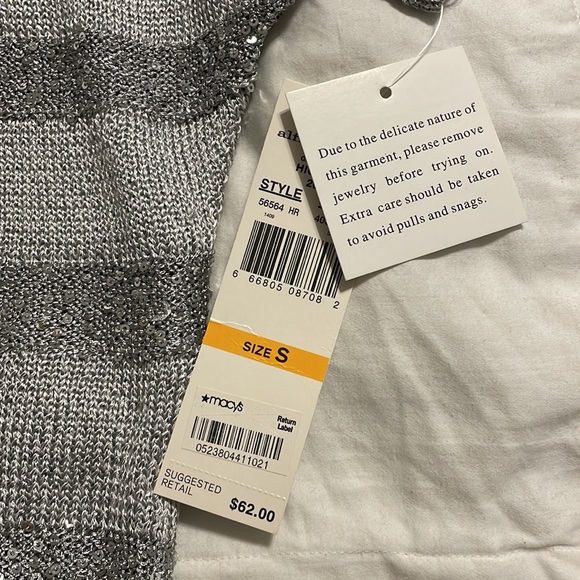 Due to the delicate nature of
this garment, please remove
jewelry before trying on.
Extra care should be taken
to avoid pulls and snags.
STYLE
56564 HR
1409
6 66805 08708 2
SIZE S
★macy's
Return
Label
0523804411021
SUGGESTED
RETAIL
$62.00